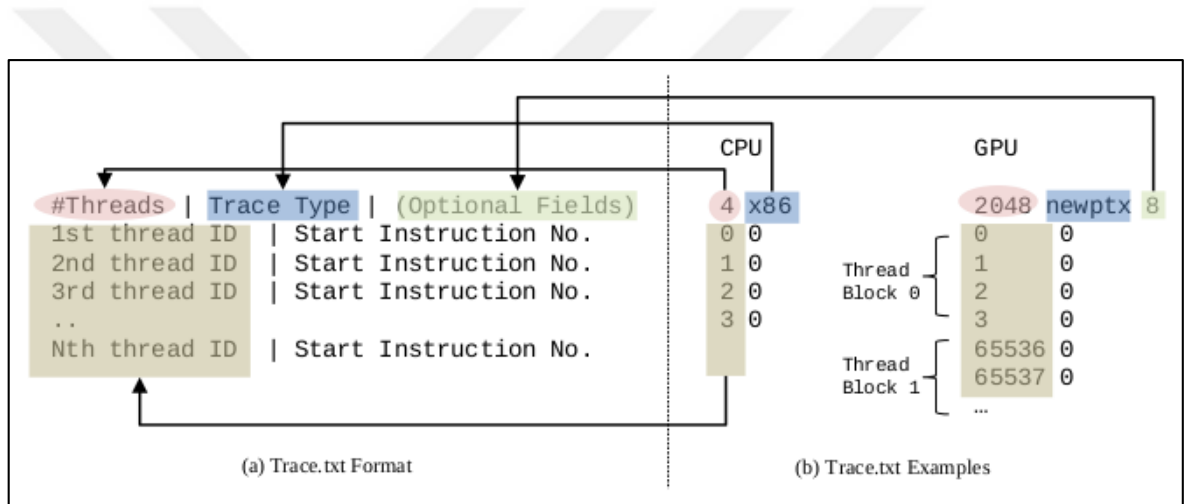 #Threads | Trace Type | (Optional Fields)
1st thread ID | Start Instruction No.
2nd thread ID | Start Instruction No.
3rd thread ID | Start Instruction No.
..
Nth thread ID | Start Instruction No.
(a) Trace.txt Format
CPU
4 x86
0 0
1 0
2 0
3 0
GPU
2048 newptx 8
0 0
1 0
2 0
3 0
65536 0
65537 0
…
Thread
Block 0
Thread
Block 1
(b) Trace.txt Examples